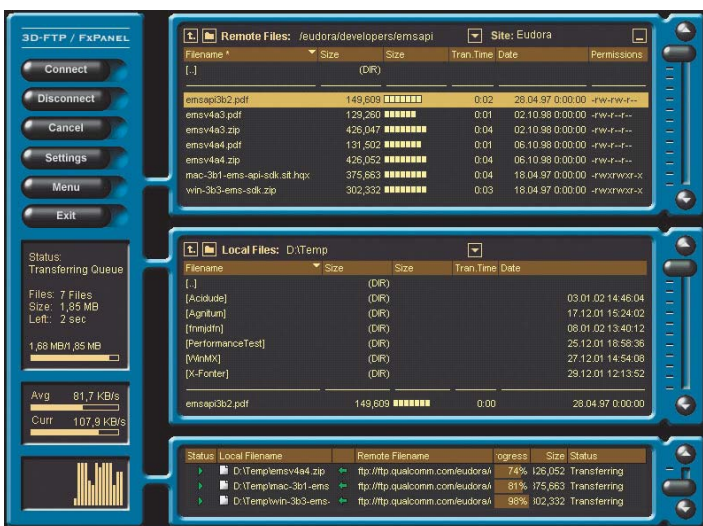 3D-FTP / FXPANEL
Connect
Disconnect
Cancel
Settings
Menu
Exit
Status:
Transferring Queue
Files: 7 Files
Size: 1,85 MB
Left: 2 sec
1,68 MB/1,85 MB
Avg 81,7 KB/s
Curr 107,9 KB/s
Remote Files: /eudora/developers/emsapi Site: Eudora
Filename * Size Size Tran.Time Date Permissions
[..] (DIR)
emsapi3b2.pdf 149,609 0:02 28.04.97 0:00:00 -rw-rw-r--
emsv4a3.pdf 129,260 0:01 02.10.98 0:00:00 -rw-r--r--
emsv4a3.zip 426,047 0:04 02.10.98 0:00:00 -rw-r--r--
emsv4a4.pdf 131,502 0:01 06.10.98 0:00:00 -rw-r--r--
emsv4a4.zip 426,052 0:04 06.10.98 0:00:00 -rw-r--r--
mac-3b1-ems-api-sdk.sit.hqx 375,663 0:04 18.04.97 0:00:00 -rwxrwxr-x
win-3b3-ems-sdk.zip 302,332 0:03 18.04.97 0:00:00 -rwxrwxr-x
Local Files: D:\Temp
Filename Size Size Tran.Time Date
[..] (DIR)
[Acidude] (DIR) 03.01.02 14:46:04
[Agnitum] (DIR) 17.12.01 15:24:02
[fnmjdfn] (DIR) 08.01.02 13:40:12
[PerformanceTest] (DIR) 25.12.01 18:58:36
[WinMX] (DIR) 27.12.01 14:54:08
[X-Fonter] (DIR) 29.12.01 12:13:52
emsapi3b2.pdf 149,609 0:00 28.04.97 0:00:00
Status Local Filename Remote Filename ogress Size Status
D:\Temp\emsv4a4.zip ftp://ftp.qualcomm.com/eudora/ 74% 126,052 Transferring
D:\Temp\mac-3b1-ems ftp://ftp.qualcomm.com/eudora/ 81% 375,663 Transferring
D:\Temp\win-3b3-ems- ftp://ftp.qualcomm.com/eudora/ 98% 302,332 Transferring